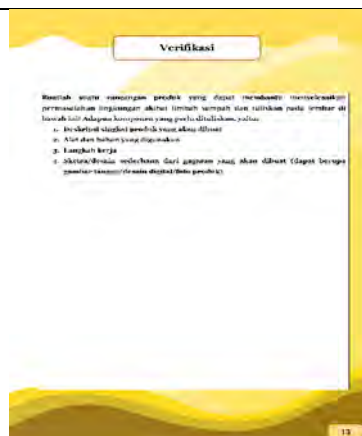 Verifikasi
Buatlah suatu rancangan produk yang dapat membantu menyelesaikan
permasalahan lingkungan akibat limbah sampah dan tuliskan pada lembar di
bawah ini! Adapun komponen yang perlu dituliskan, yaitu:
1. Deskripsi singkat produk yang akan dibuat
2. Alat dan bahan yang digunakan
3. Langkah kerja
4. Sketsa/desain sederhana dari gagasan yang akan dibuat (dapat berupa
gambar tangan/desain digital/foto produk)
13